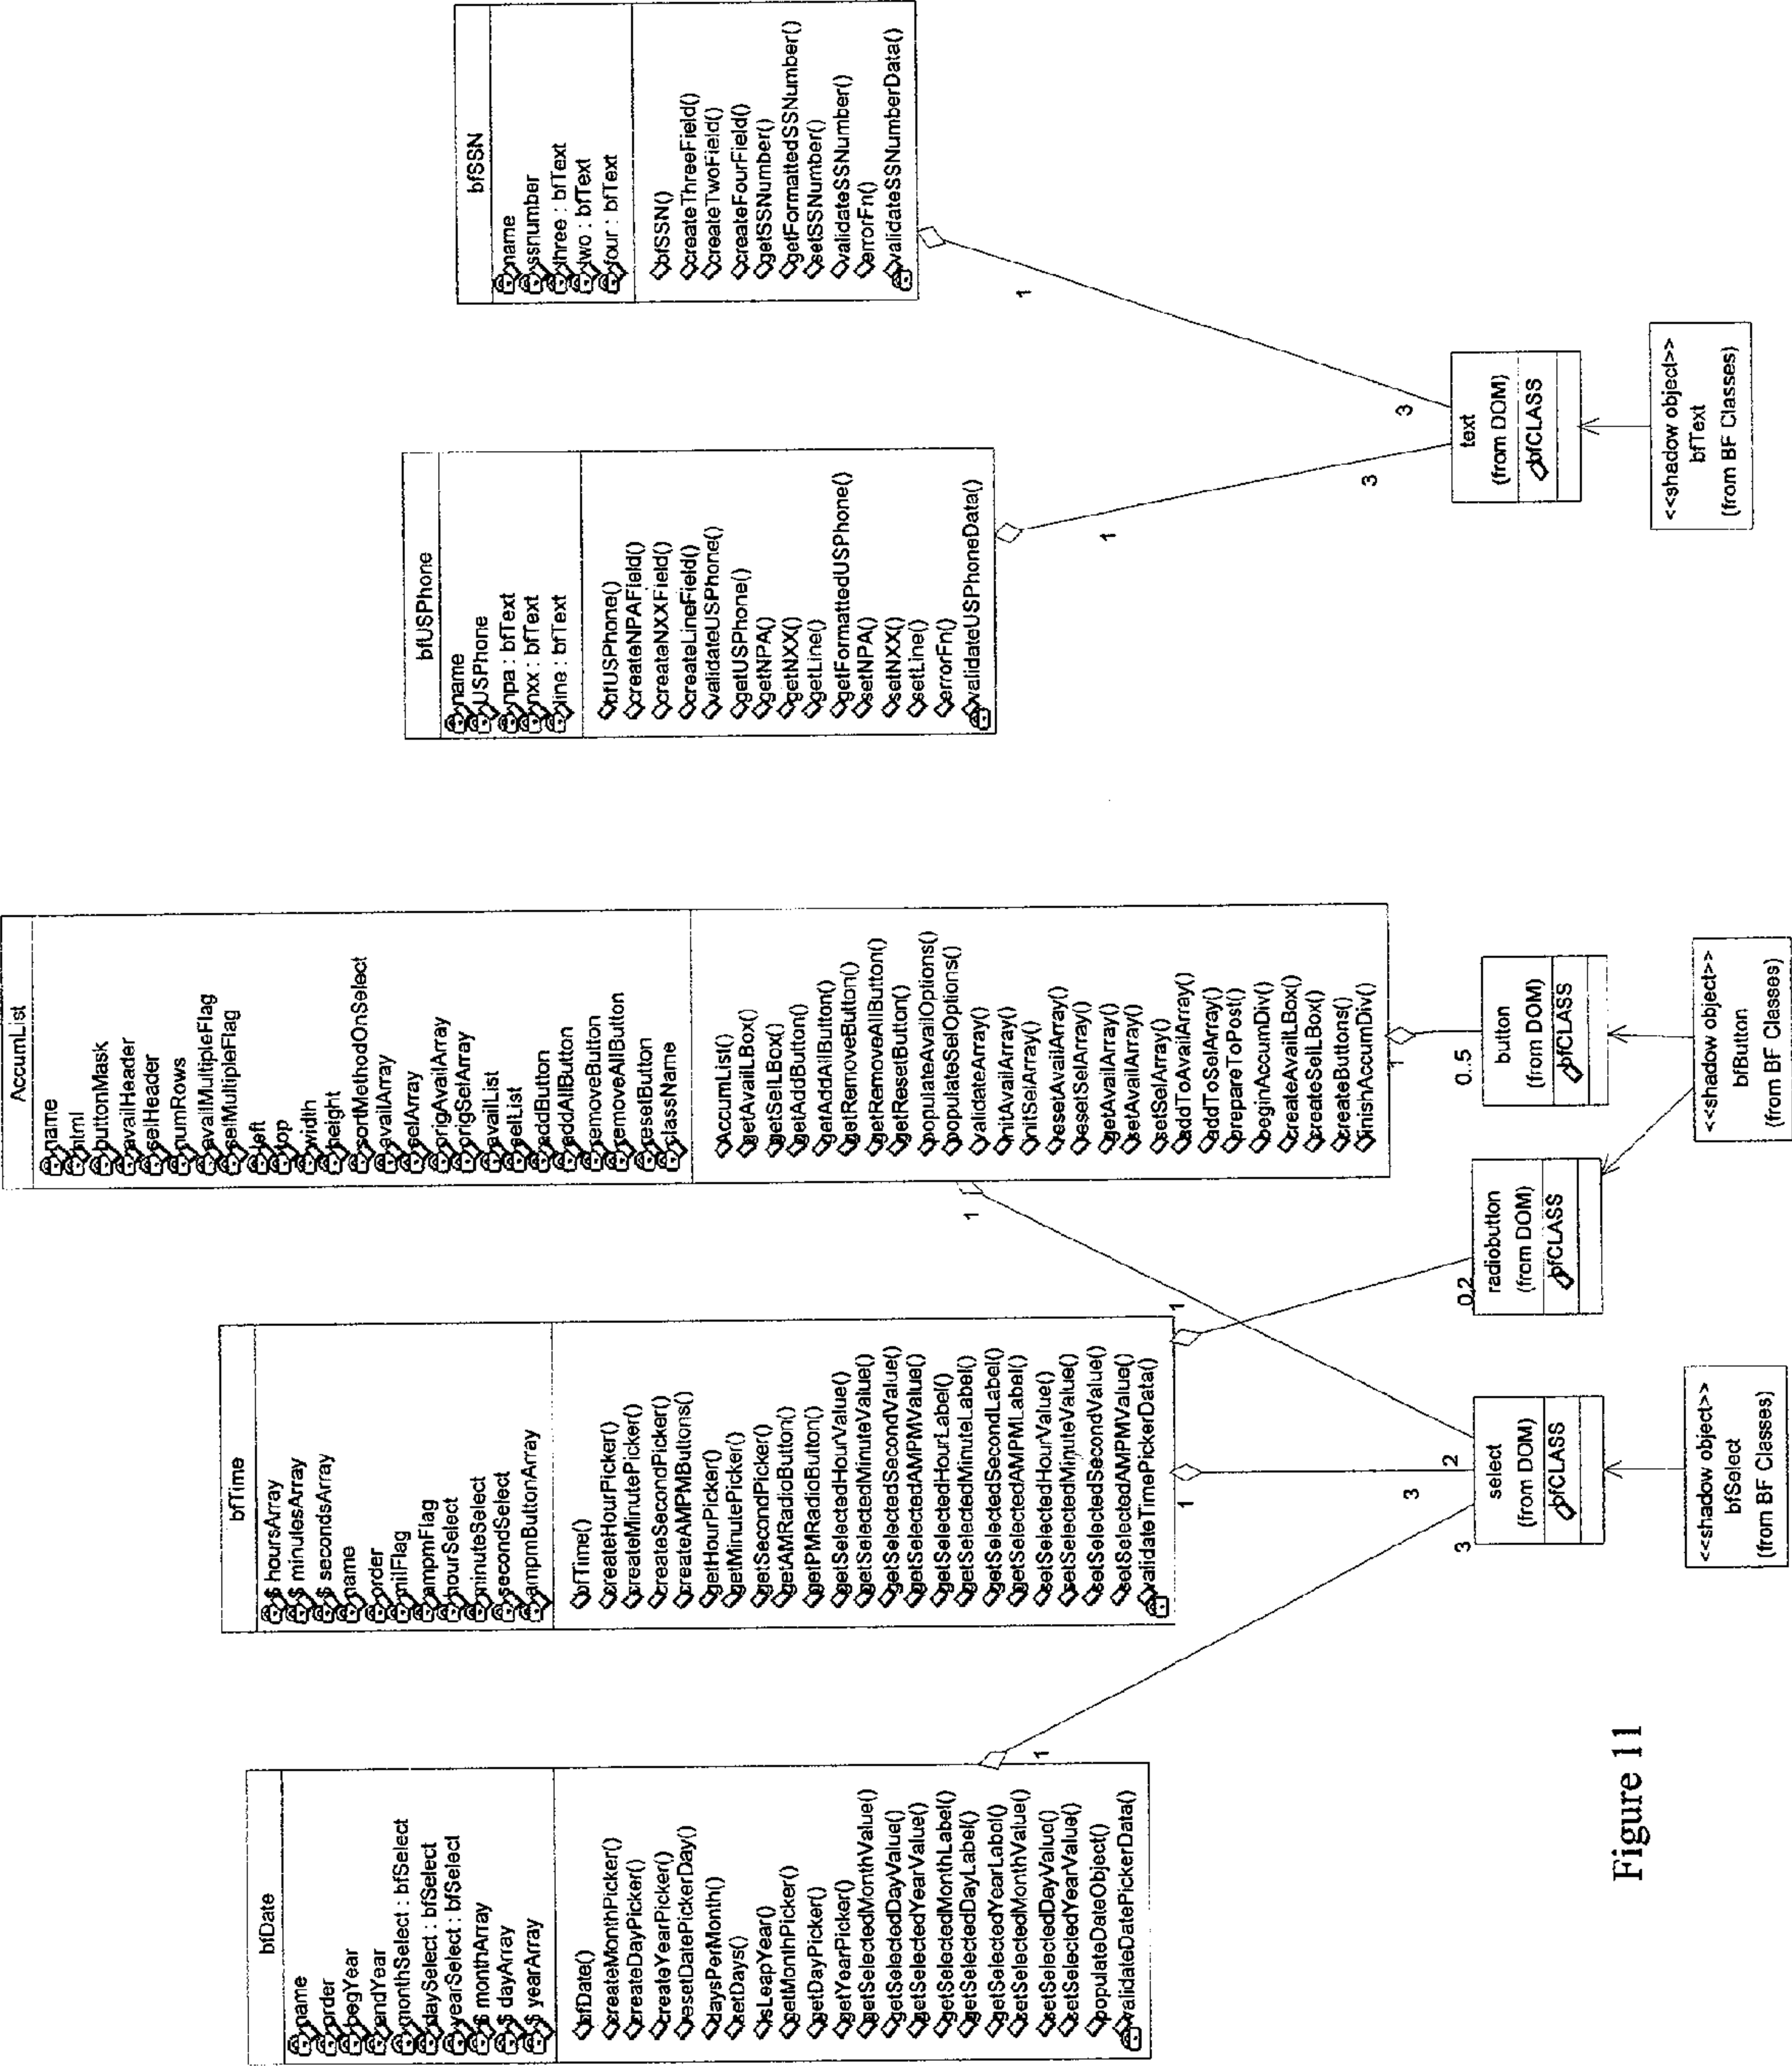 bfDate
name
order
begYear
endYear
monthSelect : bfSelect
daySelect : bfSelect
yearSelect : bfSelect
$ monthArray
$ dayArray
$ yearArray
bfDate()
createMonthPicker()
createDayPicker()
createYearPicker()
resetDatePickerDay()
daysPerMonth()
setDays()
isLeapYear()
getMonthPicker()
getDayPicker()
getYearPicker()
getSelectedMonthValue()
getSelectedDayValue()
getSelectedYearValue()
getSelectedMonthLabel()
getSelectedDayLabel()
getSelectedYearLabel()
setSelectedMonthValue()
setSelectedDayValue()
setSelectedYearValue()
populateDateObject()
validateDatePickerData()
bfTime
$ hoursArray
$ minutesArray
$ secondsArray
name
order
milFlag
ampmFlag
hourSelect
minuteSelect
secondSelect
ampmButtonArray
bfTime()
createHourPicker()
createMinutePicker()
createSecondPicker()
createAMPMButtons()
getHourPicker()
getMinutePicker()
getSecondPicker()
getAMRadioButton()
getPMRadioButton()
getSelectedHourValue()
getSelectedMinuteValue()
getSelectedSecondValue()
getSelectedAMPMValue()
getSelectedHourLabel()
getSelectedMinuteLabel()
getSelectedSecondLabel()
getSelectedAMPMLabel()
setSelectedHourValue()
setSelectedMinuteValue()
setSelectedSecondValue()
setSelectedAMPMValue()
validateTimePickerData()
AccumList
name
html
buttonMask
availHeader
selHeader
numRows
availMultipleFlag
selMultipleFlag
left
top
width
height
sortMethodOnSelect
availArray
selArray
origAvailArray
origSelArray
availList
selList
addButton
addAllButton
removeButton
removeAllButton
resetButton
className
AccumList()
getAvailLBox()
getSelLBox()
getAddButton()
getAddAllButton()
getRemoveButton()
getRemoveAllButton()
getResetButton()
populateAvailOptions()
populateSelOptions()
validateArray()
initAvailArray()
initSelArray()
resetAvailArray()
resetSelArray()
getAvailArray()
setAvailArray()
setSelArray()
addToAvailArray()
addToSelArray()
prepareToPost()
beginAccumDiv()
createAvailLBox()
createSelLBox()
createButtons()
finishAccumDiv()
bfUSPhone
name
USPhone
npa : bfText
nxx : bfText
line : bfText
bfUSPhone()
createNPAField()
createNXXField()
createLineField()
validateUSPhone()
getUSPhone()
getNPA()
getNXX()
getLine()
getFormattedUSPhone()
setNPA()
setNXX()
setLine()
errorFn()
validateUSPhoneData()
bfSSN
name
ssnumber
three : bfText
two : bfText
four : bfText
bfSSN()
createThreeField()
createTwoField()
createFourField()
getSSNumber()
getFormattedSSNumber()
setSSNumber()
validateSSNumber()
errorFn()
validateSSNumberData()
1
1
1
1
1
1
1
3
3
2
0.2
0.5
3
3
select
(from DOM)
bfCLASS
radiobutton
(from DOM)
bfCLASS
button
(from DOM)
bfCLASS
text
(from DOM)
bfCLASS
<<shadow object>>
bfSelect
(from BF Classes)
<<shadow object>>
bfButton
(from BF Classes)
<<shadow object>>
bfText
(from BF Classes)
Figure 11